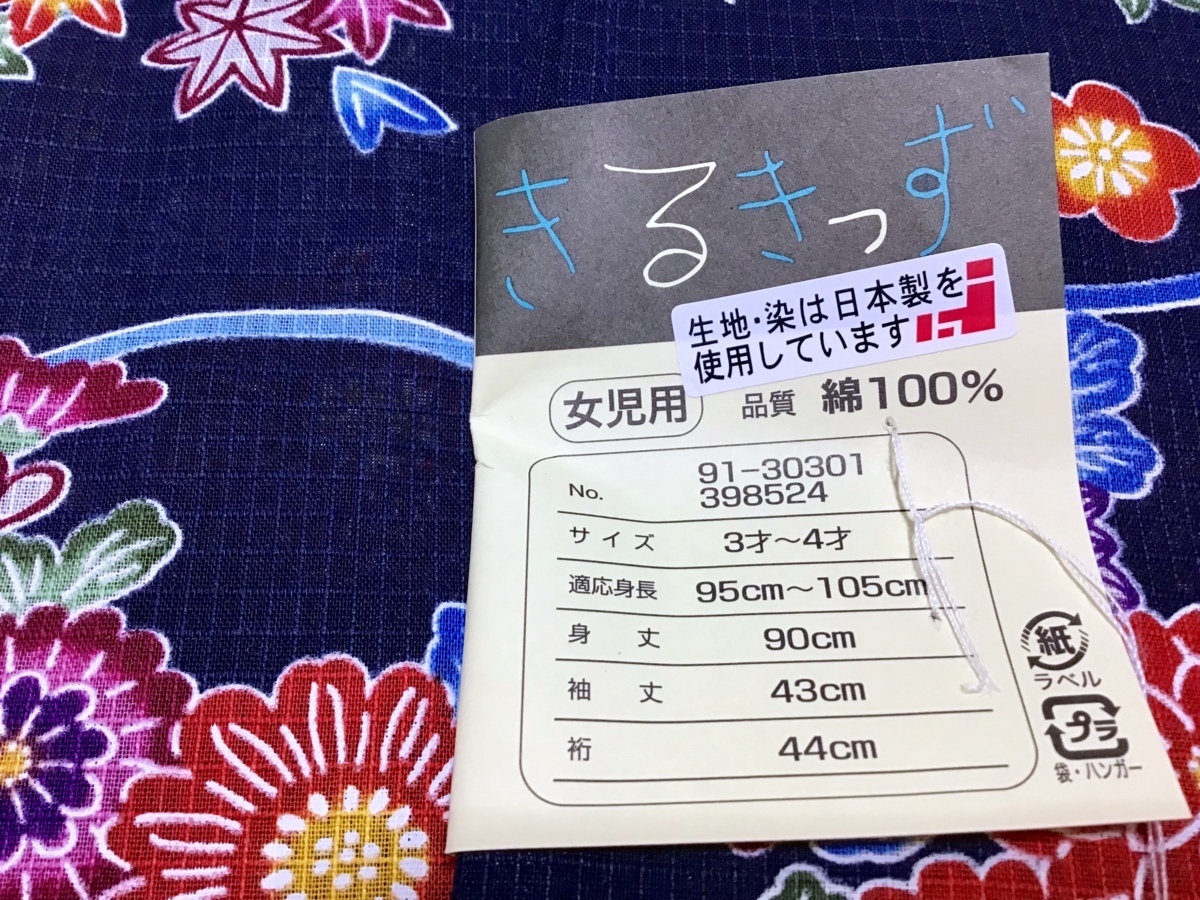 きるきっず
生地・染は日本製を
使用しています
女児用 品質 綿100%
No. 91-30301
398524
サイズ 3才～4才
適応身長 95cm～105cm
身丈 90cm
袖丈 43cm
裄 44cm
紙
ラベル
プラ
袋・ハンガー